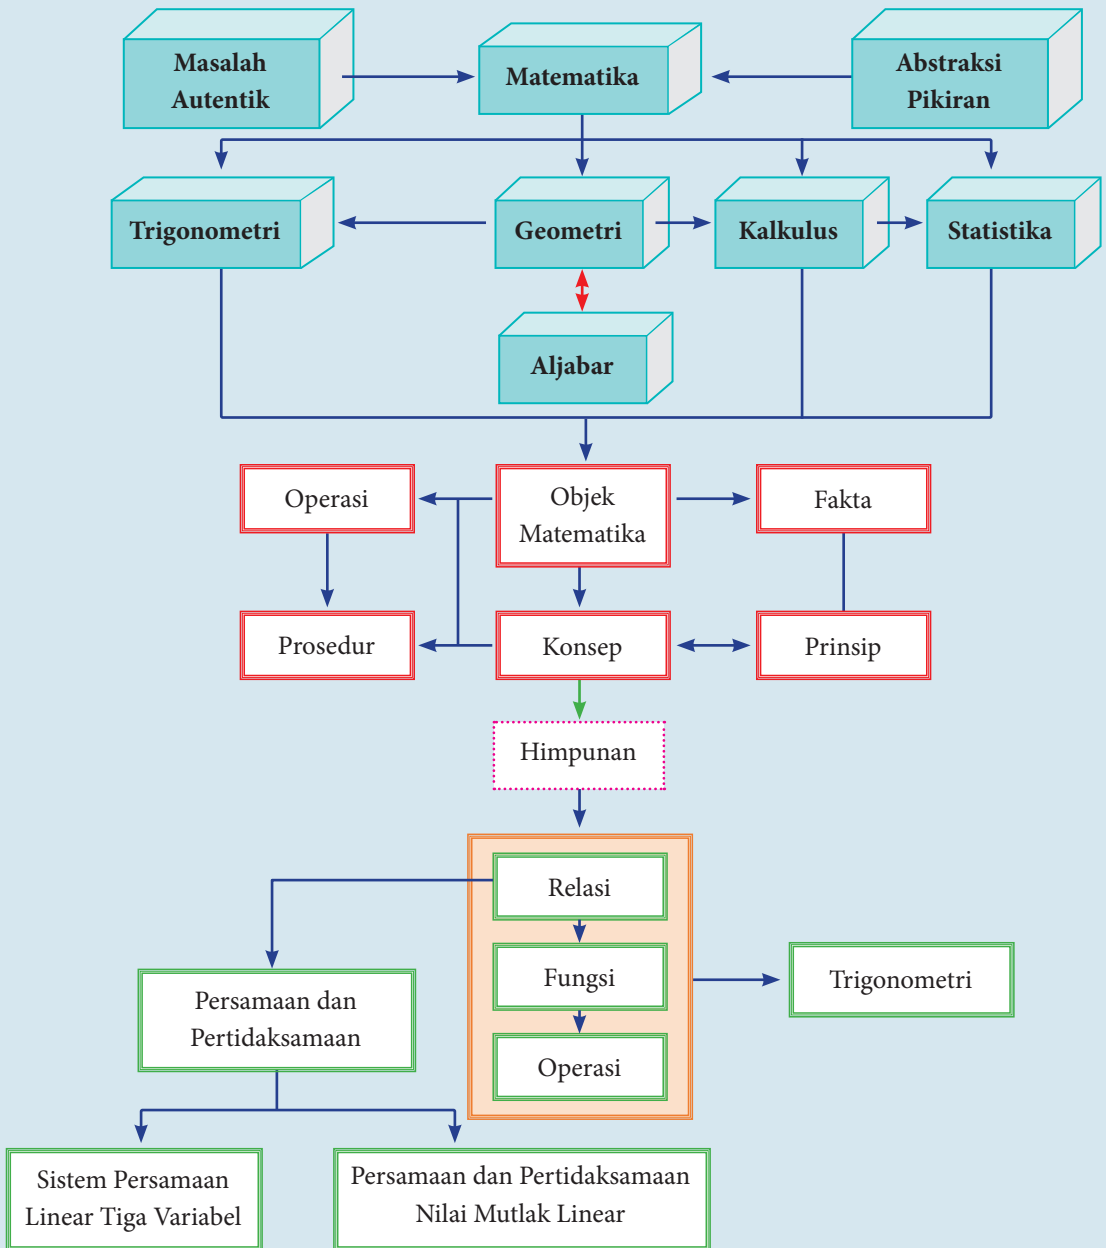 Masalah
Autentik
Matematika
Abstraksi
Pikiran
Trigonometri
Geometri
Kalkulus
Statistika
Aljabar
Operasi
Objek
Matematika
Fakta
Prosedur
Konsep
Prinsip
Himpunan
Relasi
Fungsi
Trigonometri
Persamaan dan
Pertidaksamaan
Operasi
Sistem Persamaan
Linear Tiga Variabel
Persamaan dan Pertidaksamaan
Nilai Mutlak Linear